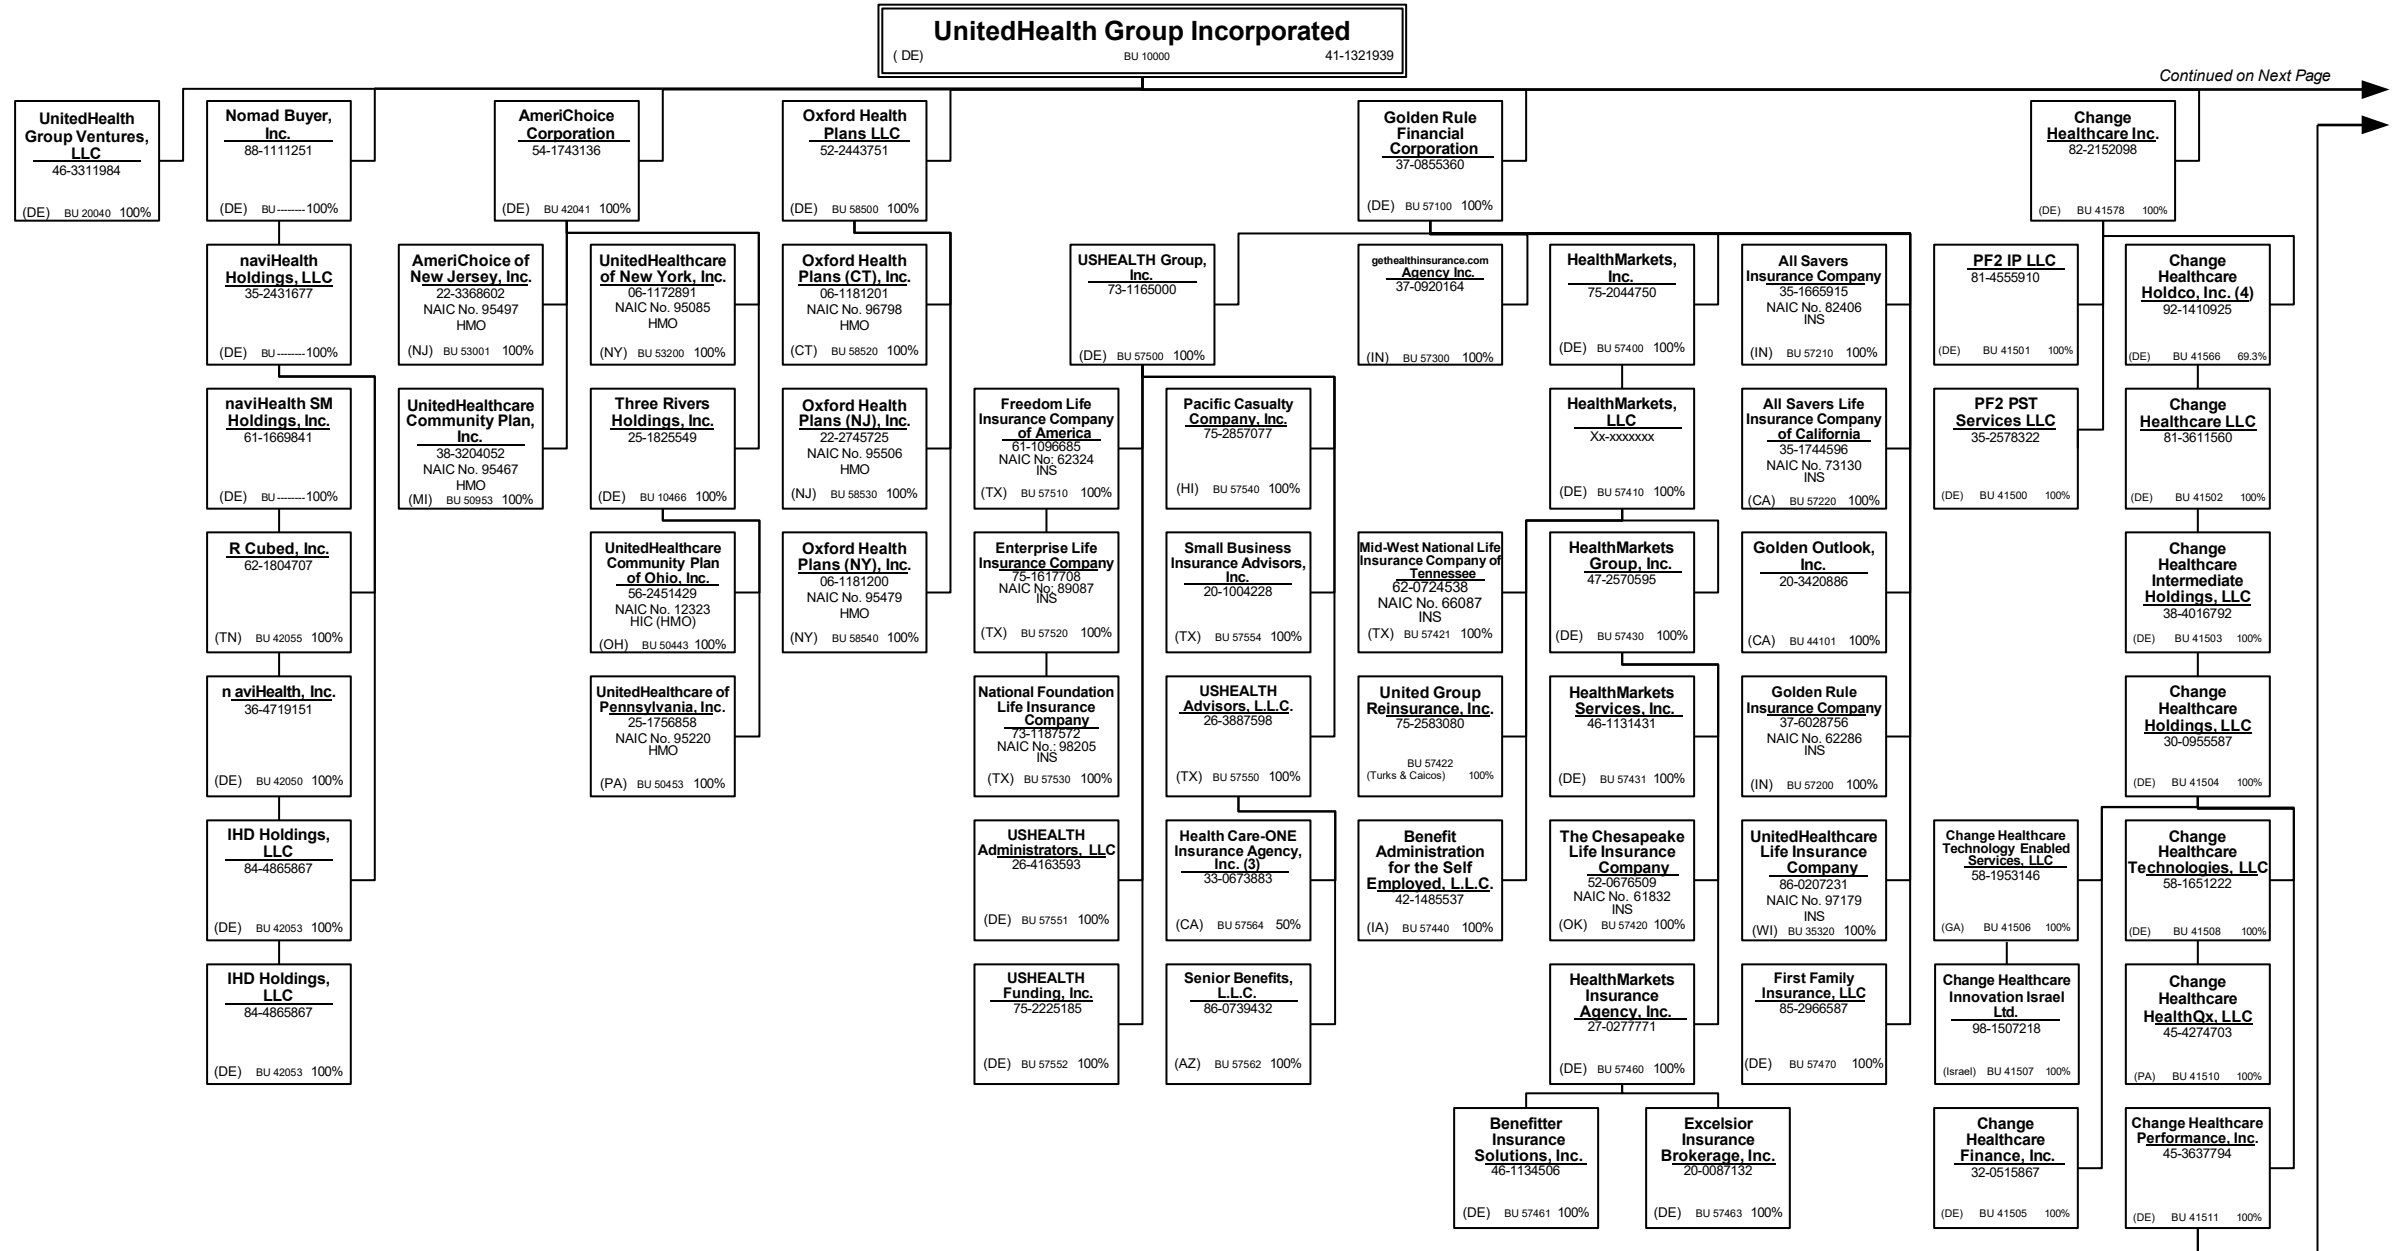 UnitedHealth Group Incorporated
( DE) BU 10000 41-1321939
Continued on Next Page
UnitedHealth
Group Ventures,
LLC
46-3311984
(DE) BU 20040 100%
Nomad Buyer,
Inc.
88-1111251
(DE) BU -------- 100%
AmeriChoice
Corporation
54-1743136
(DE) BU 42041 100%
Oxford Health
Plans LLC
52-2443751
(DE) BU 58500 100%
Golden Rule
Financial
Corporation
37-0855360
(DE) BU 57100 100%
Change
Healthcare Inc.
82-2152098
(DE) BU 41578 100%
naviHealth
Holdings, LLC
35-2431677
(DE) BU -------- 100%
AmeriChoice of
New Jersey, Inc.
22-3368602
NAIC No. 95497
HMO
(NJ) BU 53001 100%
UnitedHealthcare
of New York, Inc.
06-1172891
NAIC No. 95085
HMO
(NY) BU 53200 100%
Oxford Health
Plans (CT), Inc.
06-1181201
NAIC No. 96798
HMO
(CT) BU 58520 100%
USHEALTH Group,
Inc.
73-1165000
(DE) BU 57500 100%
gethealthinsurance.com
Agency Inc.
37-0920164
(IN) BU 57300 100%
HealthMarkets,
Inc.
75-2044750
(DE) BU 57400 100%
All Savers
Insurance Company
35-1665915
NAIC No. 82406
INS
(IN) BU 57210 100%
PF2 IP LLC
81-4555910
(DE) BU 41501 100%
Change
Healthcare
Holdco, Inc. (4)
92-1410925
(DE) BU 41566 69.3%
naviHealth SM
Holdings, Inc.
61-1669841
(DE) BU -------- 100%
UnitedHealthcare
Community Plan,
Inc.
38-3204052
NAIC No. 95467
HMO
(MI) BU 50953 100%
Three Rivers
Holdings, Inc.
25-1825549
(DE) BU 10466 100%
Oxford Health
Plans (NJ), Inc.
22-2745725
NAIC No. 95506
HMO
(NJ) BU 58530 100%
Freedom Life
Insurance Company
of America
61-1096685
NAIC No: 62324
INS
(TX) BU 57510 100%
Pacific Casualty
Company, Inc.
75-2857077
(HI) BU 57540 100%
HealthMarkets,
LLC
Xx-xxxxxxx
(DE) BU 57410 100%
All Savers Life
Insurance Company
of California
35-1744596
NAIC No. 73130
INS
(CA) BU 57220 100%
PF2 PST
Services LLC
35-2578322
(DE) BU 41500 100%
Change
Healthcare LLC
81-3611560
(DE) BU 41502 100%
R Cubed, Inc.
62-1804707
(TN) BU 42055 100%
UnitedHealthcare
Community Plan
of Ohio, Inc.
56-2451429
NAIC No. 12323
HIC (HMO)
(OH) BU 50443 100%
Oxford Health
Plans (NY), Inc.
06-1181200
NAIC No. 95479
HMO
(NY) BU 58540 100%
Enterprise Life
Insurance Company
75-1617708
NAIC No: 89087
INS
(TX) BU 57520 100%
Small Business
Insurance Advisors,
Inc.
20-1004228
(TX) BU 57554 100%
Mid-West National Life
Insurance Company of
Tennessee
62-0724538
NAIC No. 66087
INS
(TX) BU 57421 100%
HealthMarkets
Group, Inc.
47-2570595
(DE) BU 57430 100%
Golden Outlook,
Inc.
20-3420886
(CA) BU 44101 100%
Change
Healthcare
Intermediate
Holdings, LLC
38-4016792
(DE) BU 41503 100%
n aviHealth, Inc.
36-4719151
(DE) BU 42050 100%
UnitedHealthcare of
Pennsylvania, Inc.
25-1756858
NAIC No. 95220
HMO
(PA) BU 50453 100%
National Foundation
Life Insurance
Company
73-1187572
NAIC No.: 98205
INS
(TX) BU 57530 100%
USHEALTH
Advisors, L.L.C.
26-3887598
(TX) BU 57550 100%
United Group
Reinsurance, Inc.
75-2583080
BU 57422
(Turks & Caicos) 100%
HealthMarkets
Services, Inc.
46-1131431
(DE) BU 57431 100%
Golden Rule
Insurance Company
37-6028756
NAIC No. 62286
INS
(IN) BU 57200 100%
Change
Healthcare
Holdings, LLC
30-0955587
(DE) BU 41504 100%
IHD Holdings,
LLC
84-4865867
(DE) BU 42053 100%
USHEALTH
Administrators, LLC
26-4163593
(DE) BU 57551 100%
Health Care-ONE
Insurance Agency,
Inc. (3)
33-0673883
(CA) BU 57564 50%
Benefit
Administration
for the Self
Employed, L.L.C.
42-1485537
(IA) BU 57440 100%
The Chesapeake
Life Insurance
Company
52-0676509
NAIC No. 61832
INS
(OK) BU 57420 100%
UnitedHealthcare
Life Insurance
Company
86-0207231
NAIC No. 97179
INS
(WI) BU 35320 100%
Change Healthcare
Technology Enabled
Services, LLC
58-1953146
(GA) BU 41506 100%
Change
Healthcare
Technologies, LLC
58-1651222
(DE) BU 41508 100%
IHD Holdings,
LLC
84-4865867
(DE) BU 42053 100%
USHEALTH
Funding, Inc.
75-2225185
(DE) BU 57552 100%
Senior Benefits,
L.L.C.
86-0739432
(AZ) BU 57562 100%
HealthMarkets
Insurance
Agency, Inc.
27-0277771
(DE) BU 57460 100%
First Family
Insurance, LLC
85-2966587
(DE) BU 57470 100%
Change Healthcare
Innovation Israel
Ltd.
98-1507218
(Israel) BU 41507 100%
Change
Healthcare
HealthQx, LLC
45-4274703
(PA) BU 41510 100%
Benefitter
Insurance
Solutions, Inc.
46-1134506
(DE) BU 57461 100%
Excelsior
Insurance
Brokerage, Inc.
20-0087132
(DE) BU 57463 100%
Change
Healthcare
Finance, Inc.
32-0515867
(DE) BU 41505 100%
Change Healthcare
Performance, Inc.
45-3637794
(DE) BU 41511 100%